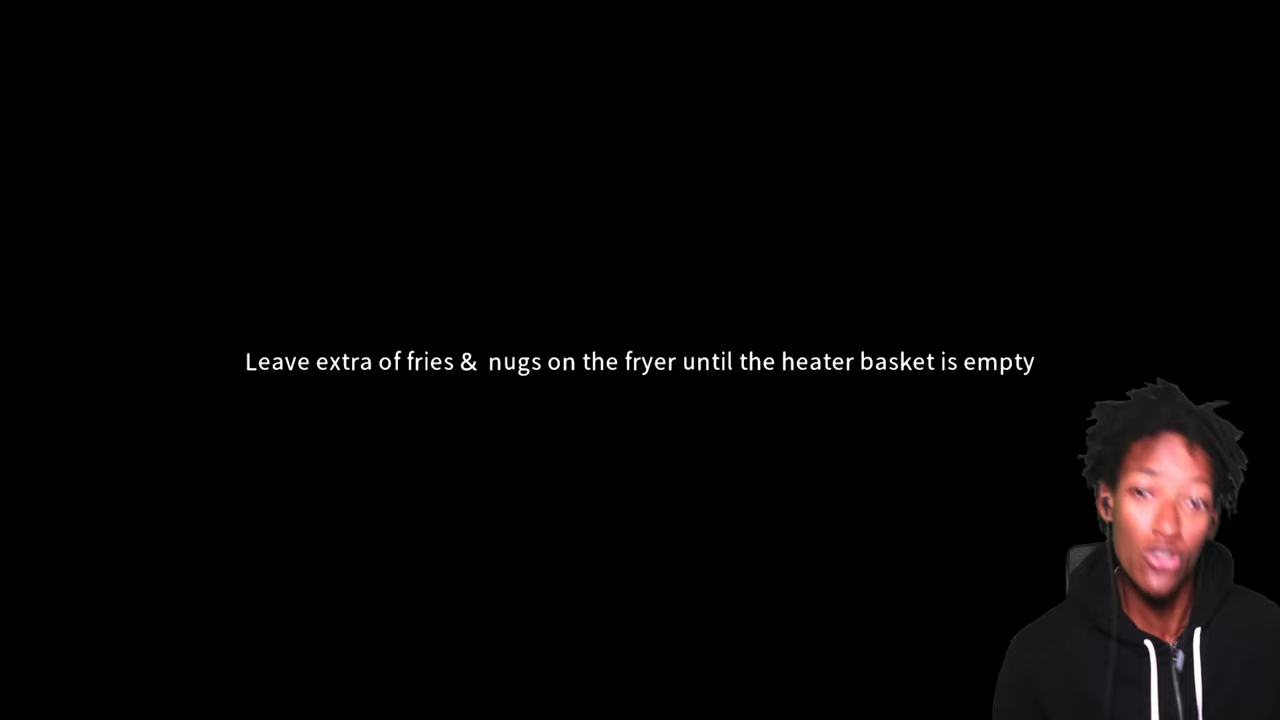 Leave extra of fries & nugs on the fryer until the heater basket is empty